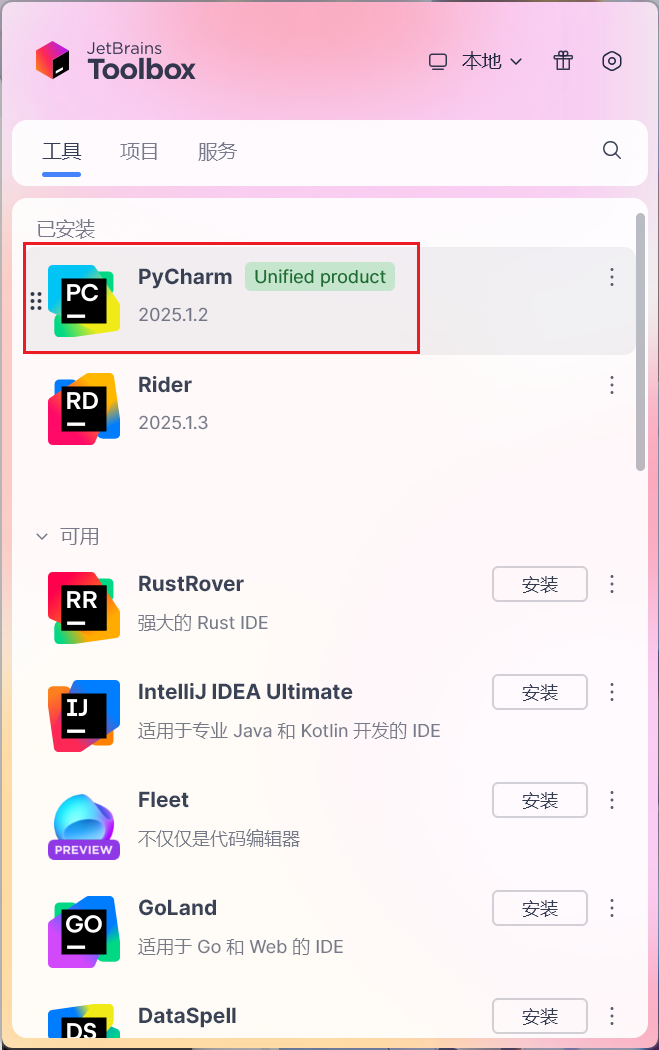 JetBrains
Toolbox
本地
工具 项目 服务
已安装
PC
PyCharm Unified product
2025.1.2
RD
Rider
2025.1.3
可用
RR
RustRover
安装
强大的 Rust IDE
IJ
IntelliJ IDEA Ultimate
安装
适用于专业 Java 和 Kotlin 开发的 IDE
PREVIEW
Fleet
安装
不仅仅是代码编辑器
GO
GoLand
安装
适用于 Go 和 Web 的 IDE
DS
DataSpell
安装